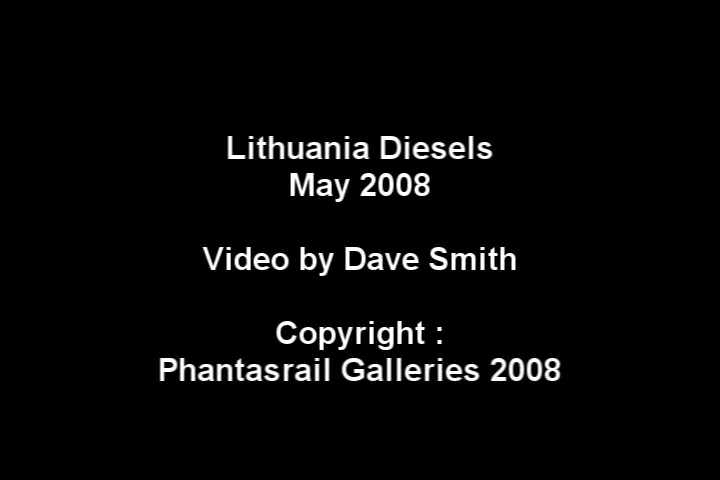 Lithuania Diesels
May 2008
Video by Dave Smith
Copyright :
Phantasrail Galleries 2008